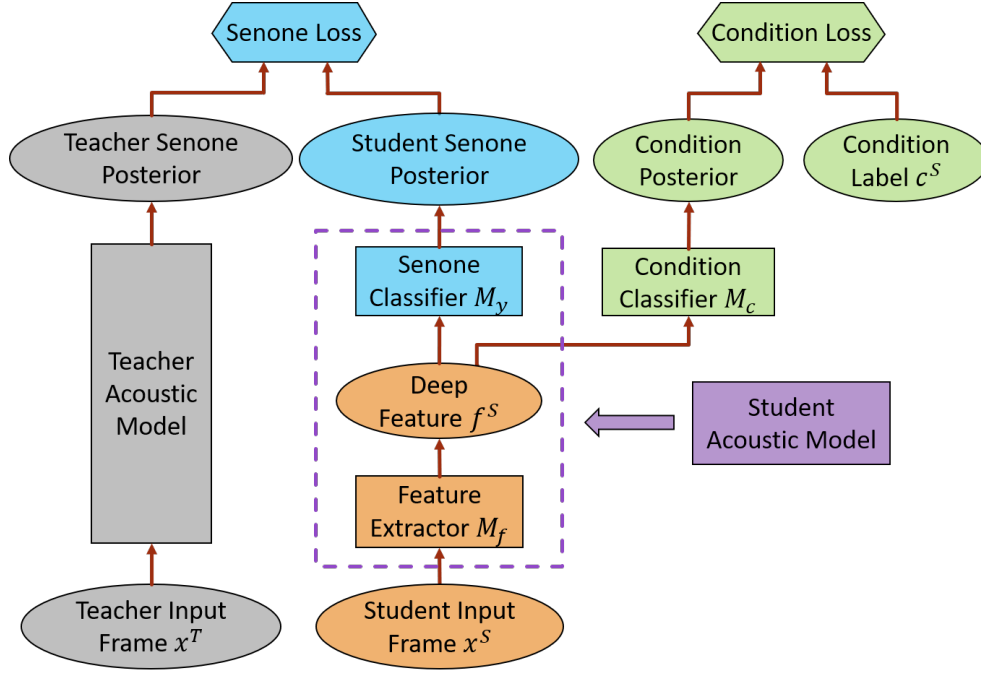 Senone Loss
Condition Loss
Teacher Senone
Posterior
Student Senone
Posterior
Condition
Posterior
Condition
Label c^S
Senone
Classifier M_y
Condition
Classifier M_c
Teacher
Acoustic
Model
Deep
Feature f^S
Student
Acoustic Model
Feature
Extractor M_f
Teacher Input
Frame x^T
Student Input
Frame x^S